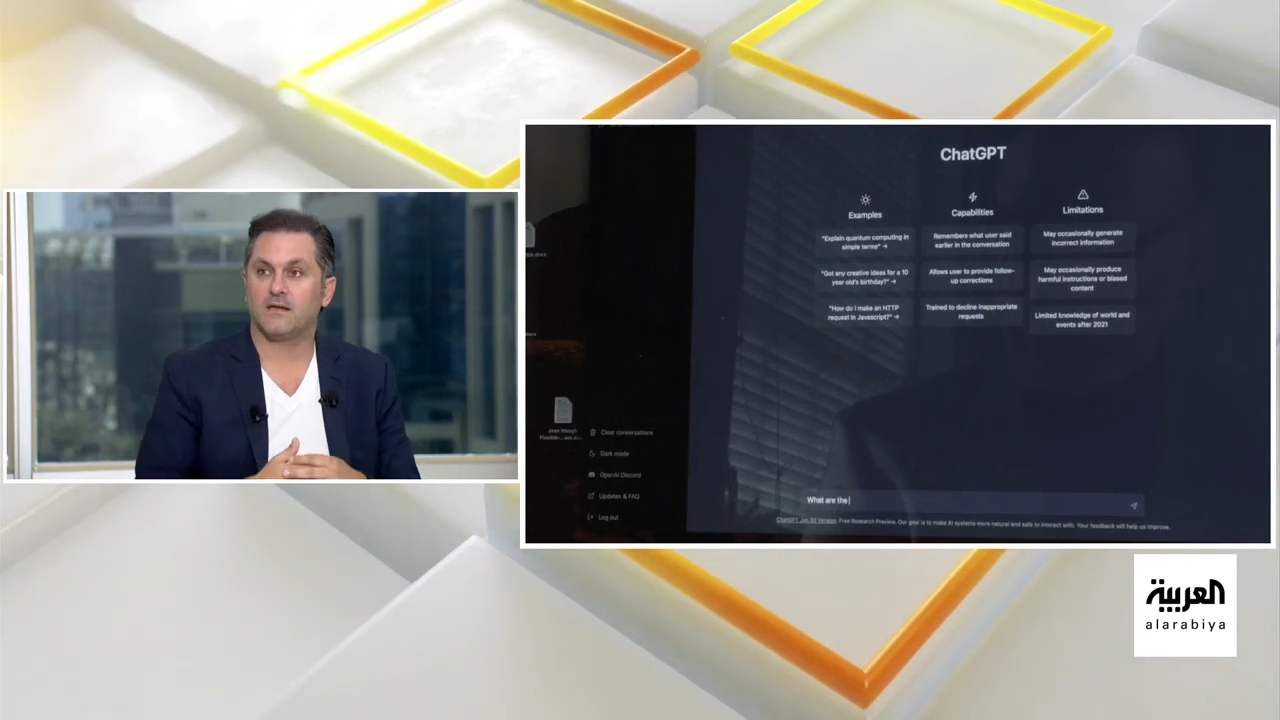 ChatGPT
Examples
"Explain quantum computing in
simple terms" →
"Got any creative ideas for a 10
year old's birthday?" →
"How do I make an HTTP
request in Javascript?" →
Capabilities
Remembers what user said
earlier in the conversation
Allows user to provide follow-
up corrections
Trained to decline inappropriate
requests
Limitations
May occasionally generate
incorrect information
May occasionally produce
harmful instructions or biased
content
Limited knowledge of world and
events after 2021
Clear conversations
Dark mode
OpenAI Discord
Updates & FAQ
Log out
What are the
ChatGPT Jan 30 Version. Free Research Preview. Our goal is to make AI systems more natural and safe to interact with. Your feedback will help us improve.
العربية
alarabiya